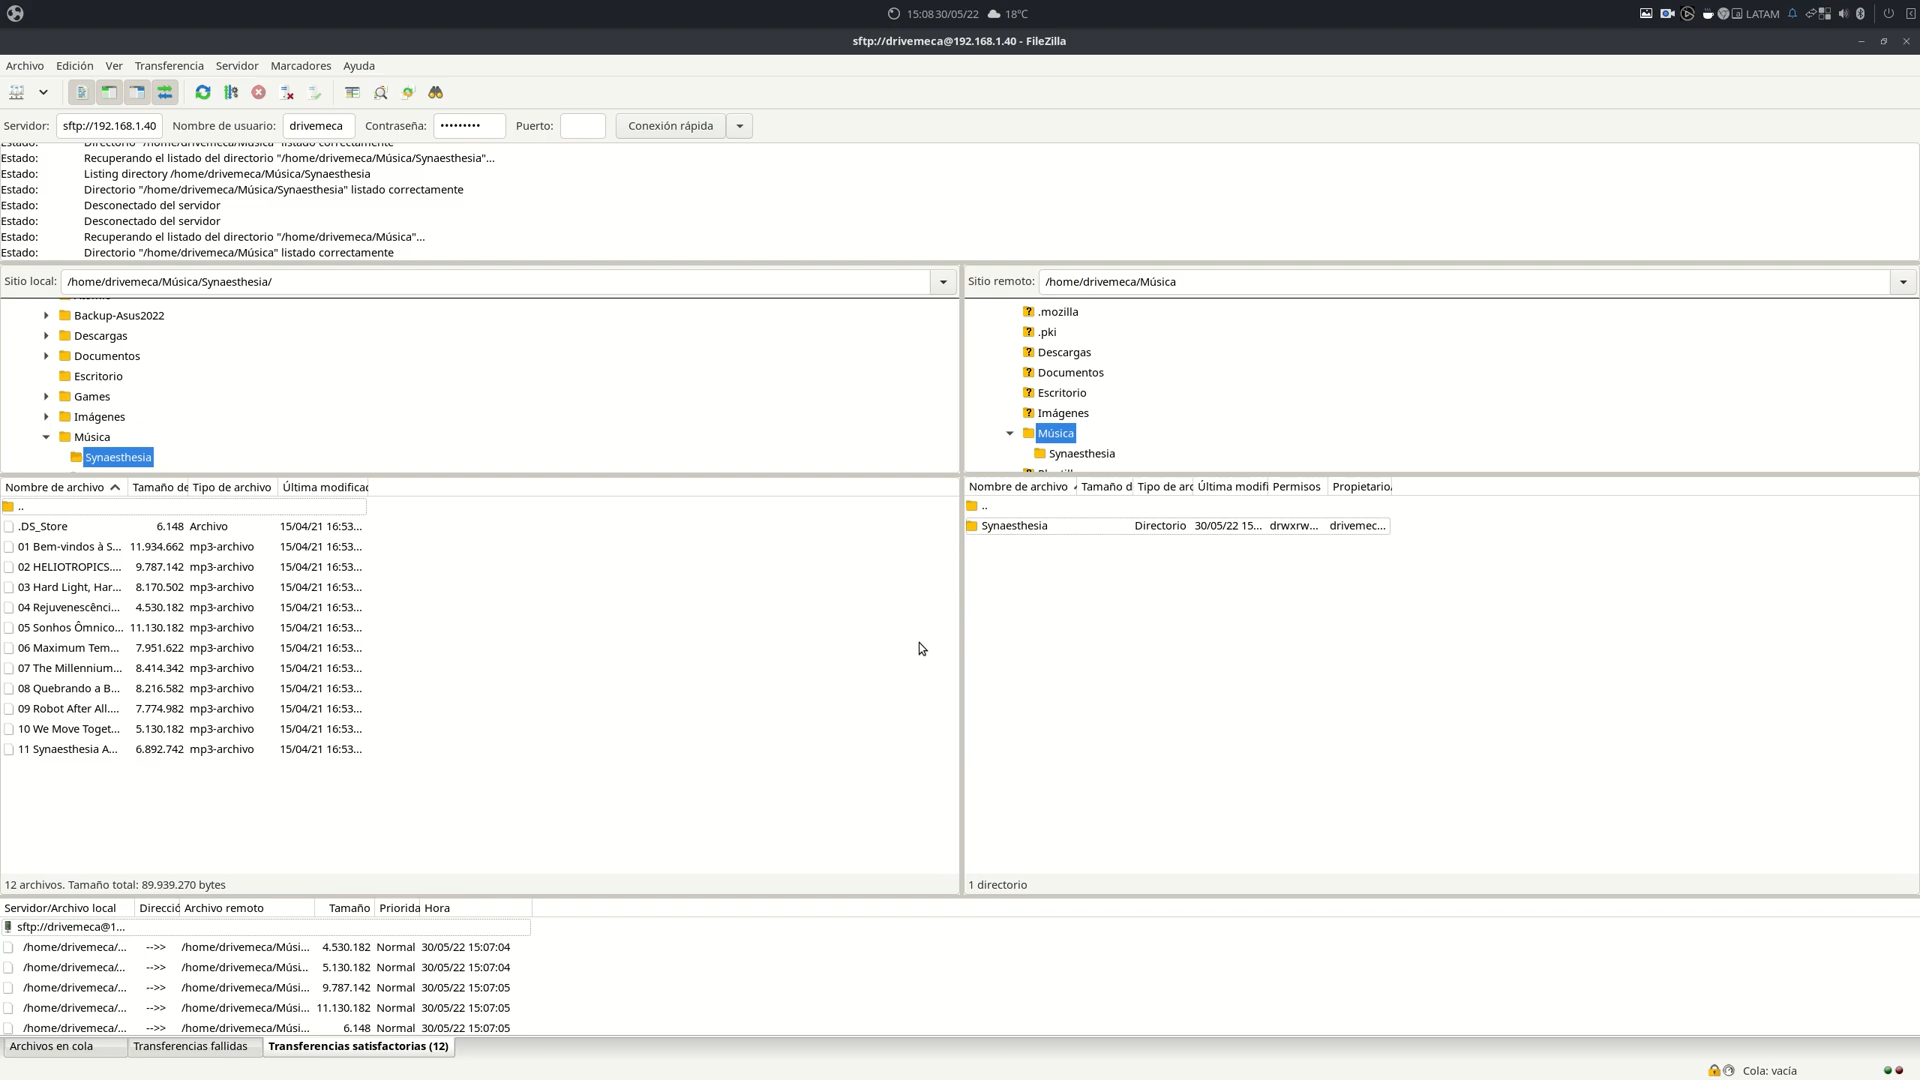 15:08 30/05/22 18°C
LATAM
sftp://drivemeca@192.168.1.40 - FileZilla
Archivo Edición Ver Transferencia Servidor Marcadores Ayuda
Servidor: sftp://192.168.1.40 Nombre de usuario: drivemeca Contraseña: ••••••••• Puerto: Conexión rápida
Estado: Directorio "/home/drivemeca/Música" listado correctamente
Estado: Recuperando el listado del directorio "/home/drivemeca/Música/Synaesthesia"...
Estado: Listing directory /home/drivemeca/Música/Synaesthesia
Estado: Directorio "/home/drivemeca/Música/Synaesthesia" listado correctamente
Estado: Desconectado del servidor
Estado: Desconectado del servidor
Estado: Recuperando el listado del directorio "/home/drivemeca/Música"...
Estado: Directorio "/home/drivemeca/Música" listado correctamente
Sitio local: /home/drivemeca/Música/Synaesthesia/
Backup-Asus2022
Descargas
Documentos
Escritorio
Games
Imágenes
Música
Synaesthesia
Sitio remoto: /home/drivemeca/Música
.mozilla
.pki
Descargas
Documentos
Escritorio
Imágenes
Música
Synaesthesia
Nombre de archivo Tamaño de Tipo de archivo Última modificac
..
.DS_Store 6.148 Archivo 15/04/21 16:53...
01 Bem-vindos à S... 11.934.662 mp3-archivo 15/04/21 16:53...
02 HELIOTROPICS.... 9.787.142 mp3-archivo 15/04/21 16:53...
03 Hard Light, Har... 8.170.502 mp3-archivo 15/04/21 16:53...
04 Rejuvenescênci... 4.530.182 mp3-archivo 15/04/21 16:53...
05 Sonhos Ômnico... 11.130.182 mp3-archivo 15/04/21 16:53...
06 Maximum Tem... 7.951.622 mp3-archivo 15/04/21 16:53...
07 The Millennium... 8.414.342 mp3-archivo 15/04/21 16:53...
08 Quebrando a B... 8.216.582 mp3-archivo 15/04/21 16:53...
09 Robot After All.... 7.774.982 mp3-archivo 15/04/21 16:53...
10 We Move Toget... 5.130.182 mp3-archivo 15/04/21 16:53...
11 Synaesthesia A... 6.892.742 mp3-archivo 15/04/21 16:53...
12 archivos. Tamaño total: 89.939.270 bytes
Nombre de archivo Tamaño d Tipo de arc Última modifi Permisos Propietario/
..
Synaesthesia Directorio 30/05/22 15... drwxrw... drivemec...
1 directorio
Servidor/Archivo local Direcció Archivo remoto Tamaño Priorida Hora
sftp://drivemeca@1...
/home/drivemeca/... -->> /home/drivemeca/Músi... 4.530.182 Normal 30/05/22 15:07:04
/home/drivemeca/... -->> /home/drivemeca/Músi... 5.130.182 Normal 30/05/22 15:07:04
/home/drivemeca/... -->> /home/drivemeca/Músi... 9.787.142 Normal 30/05/22 15:07:05
/home/drivemeca/... -->> /home/drivemeca/Músi... 11.130.182 Normal 30/05/22 15:07:05
/home/drivemeca/... -->> /home/drivemeca/Músi... 6.148 Normal 30/05/22 15:07:05
Archivos en cola Transferencias fallidas Transferencias satisfactorias (12)
Cola: vacía